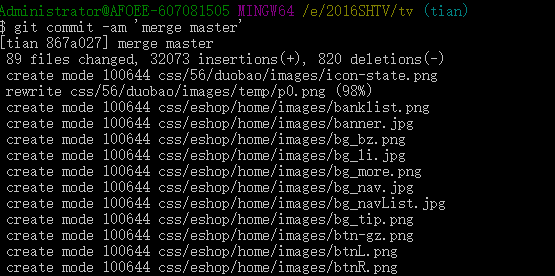 Administrator@AFOEE-607081505 MINGW64 /e/2016SHTV/tv (tian)
$ git commit -am 'merge master'
[tian 867a027] merge master
 89 files changed, 32073 insertions(+), 820 deletions(-)
 create mode 100644 css/56/duobao/images/icon-state.png
 rewrite css/56/duobao/images/temp/p0.png (98%)
 create mode 100644 css/eshop/home/images/banklist.png
 create mode 100644 css/eshop/home/images/banner.jpg
 create mode 100644 css/eshop/home/images/bg_bz.png
 create mode 100644 css/eshop/home/images/bg_li.jpg
 create mode 100644 css/eshop/home/images/bg_more.png
 create mode 100644 css/eshop/home/images/bg_nav.jpg
 create mode 100644 css/eshop/home/images/bg_navList.jpg
 create mode 100644 css/eshop/home/images/bg_tip.png
 create mode 100644 css/eshop/home/images/btn-gz.png
 create mode 100644 css/eshop/home/images/btnL.png
 create mode 100644 css/eshop/home/images/btnR.png